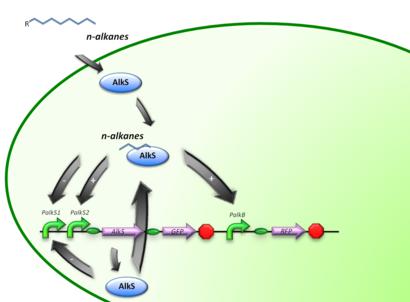 R
n-alkanes
AlkS
n-alkanes
AlkS
+
+
PalkS1
PalkS2
PalkB
AlkS
GFP
RFP
-
AlkS